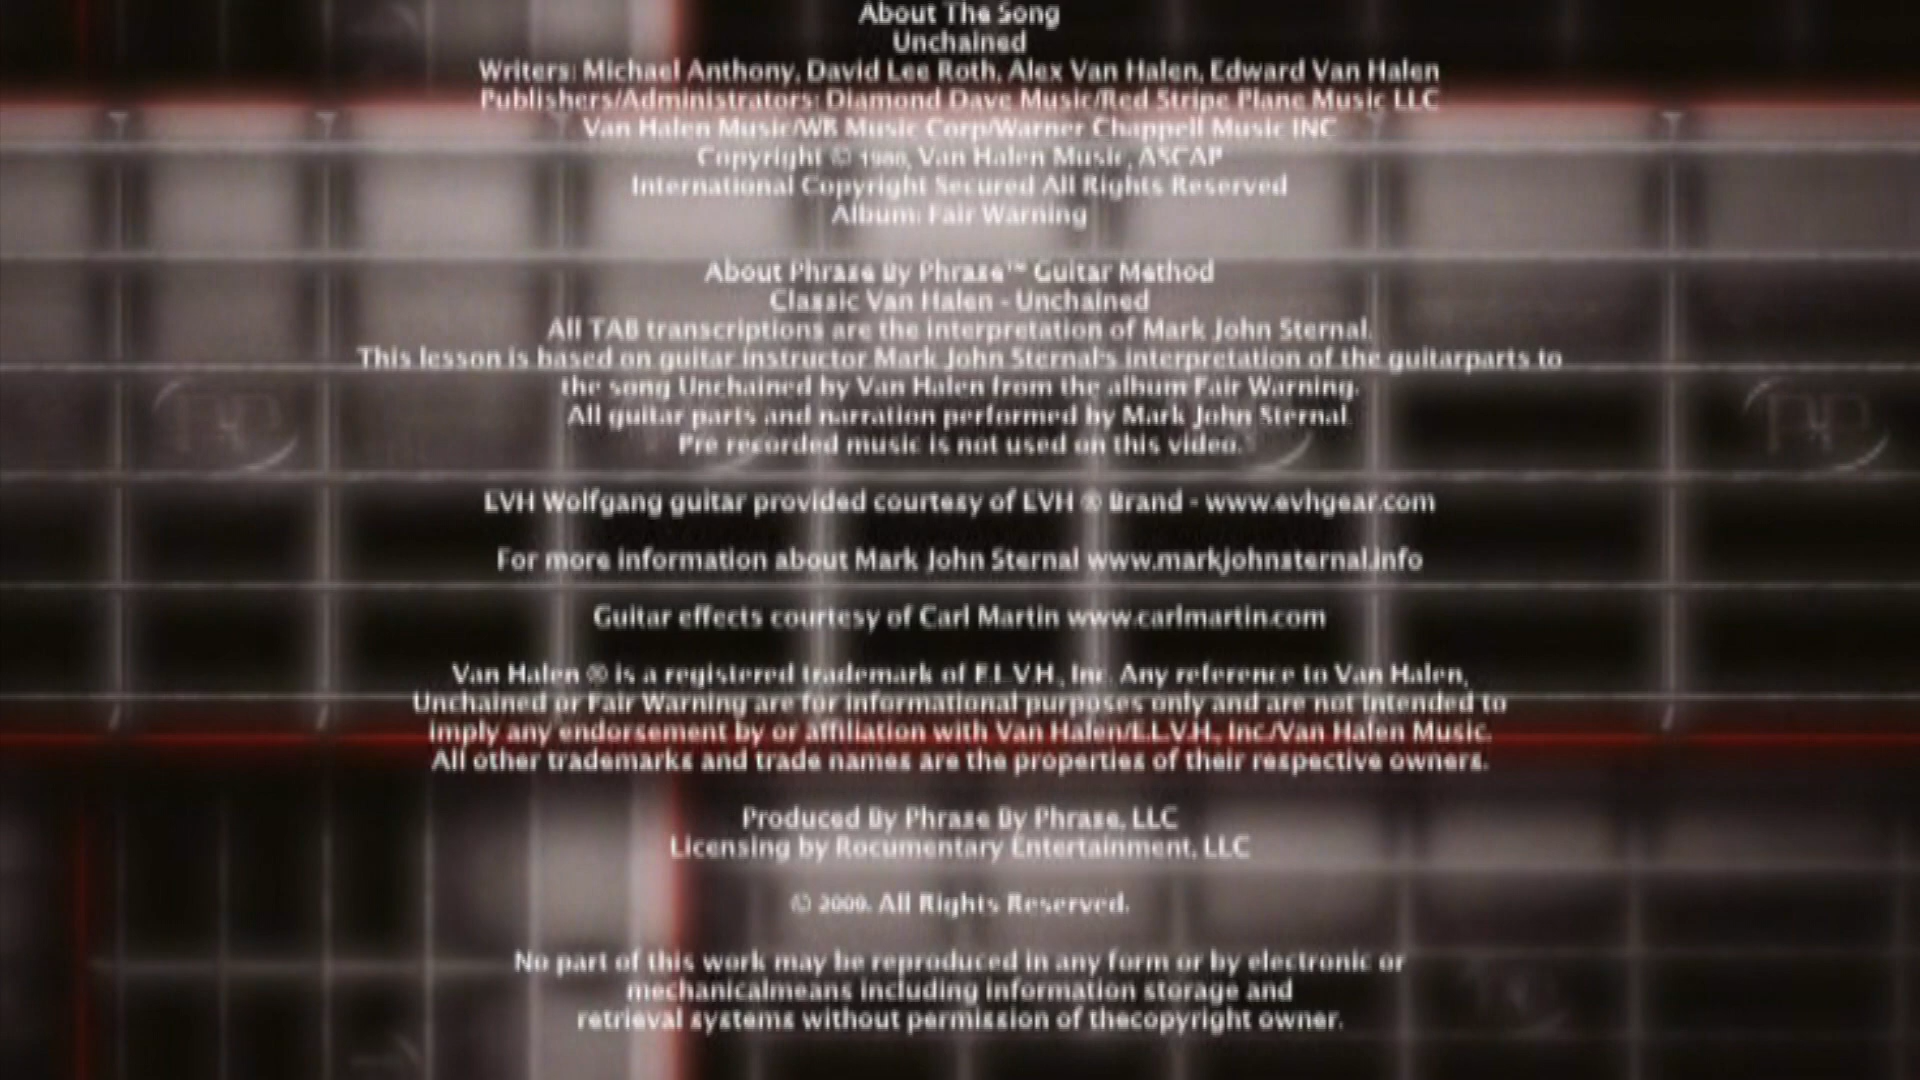 About The Song
Unchained
Writers: Michael Anthony, David Lee Roth, Alex Van Halen, Edward Van Halen
Publishers/Administrators: Diamond Dave Music/Red Stripe Plane Music LLC
Van Halen Music/WB Music Corp/Warner Chappell Music INC
Copyright © Van Halen Music, ASCAP
International Copyright Secured All Rights Reserved
Album: Fair Warning
About Phrase By Phrase™ Guitar Method
Classic Van Halen - Unchained
All TAB transcriptions are the interpretation of Mark John Sternal.
This lesson is based on guitar instructor Mark John Sternal's interpretation of the guitarparts to
the song Unchained by Van Halen from the album Fair Warning.
All guitar parts and narration performed by Mark John Sternal.
Pre recorded music is not used on this video.
EVH Wolfgang guitar provided courtesy of EVH ® Brand - www.evhgear.com
For more information about Mark John Sternal www.markjohnsternal.info
Guitar effects courtesy of Carl Martin www.carlmartin.com
Van Halen ® is a registered trademark of E.L.V.H., Inc. Any reference to Van Halen,
Unchained or Fair Warning are for informational purposes only and are not intended to
imply any endorsement by or affiliation with Van Halen/E.L.V.H., Inc./Van Halen Music.
All other trademarks and trade names are the properties of their respective owners.
Produced By Phrase By Phrase, LLC
Licensing by Rocumentary Entertainment, LLC
© All Rights Reserved.
No part of this work may be reproduced in any form or by electronic or
mechanicalmeans including information storage and
retrieval systems without permission of thecopyright owner.